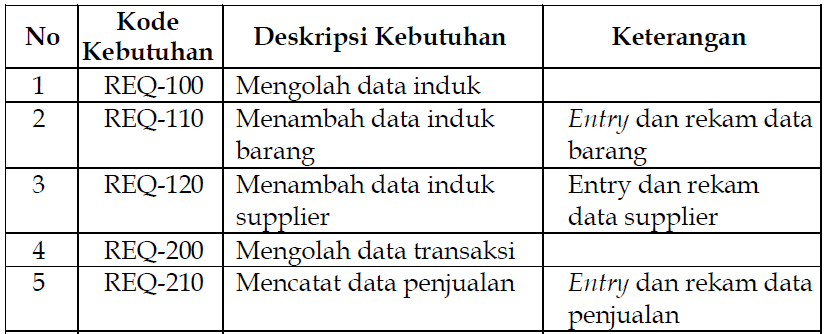 No Kode Kebutuhan Deskripsi Kebutuhan Keterangan
1 REQ-100 Mengolah data induk
2 REQ-110 Menambah data induk Entry dan rekam data
barang barang
3 REQ-120 Menambah data induk Entry dan rekam
supplier data supplier
4 REQ-200 Mengolah data transaksi
5 REQ-210 Mencatat data penjualan Entry dan rekam data
penjualan